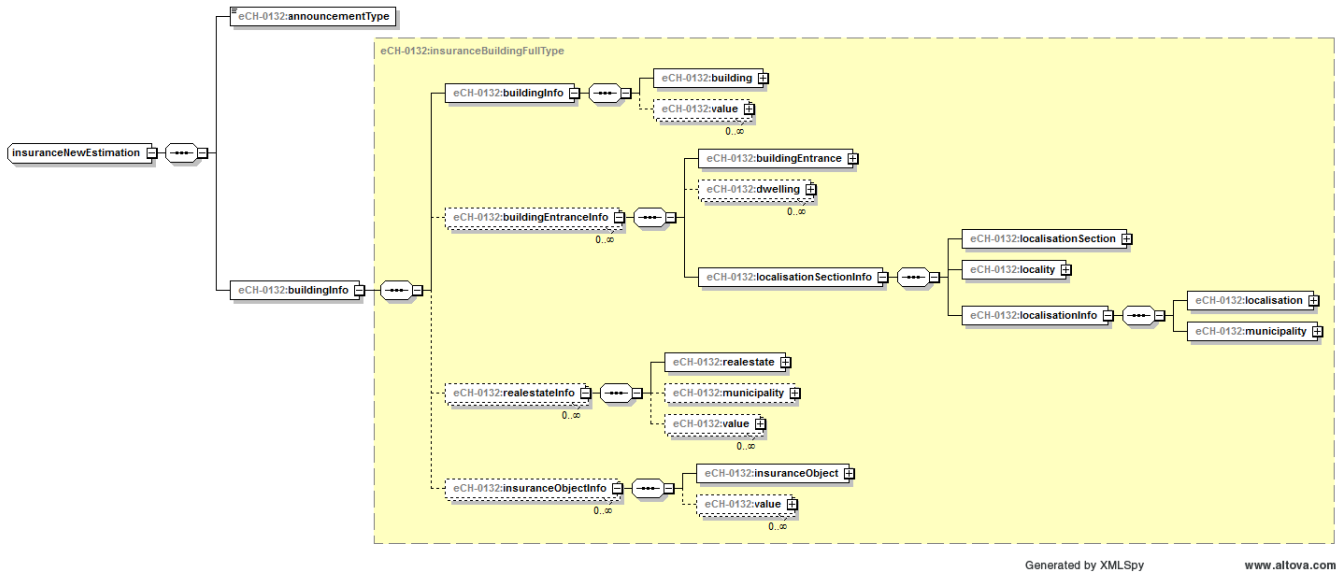 eCH-0132:announcementType
eCH-0132:insuranceBuildingFullType
eCH-0132:buildingInfo
eCH-0132:building
eCH-0132:value
0..∞
insuranceNewEstimation
eCH-0132:buildingEntrance
eCH-0132:dwelling
0..∞
eCH-0132:buildingEntranceInfo
0..∞
eCH-0132:localisationSection
eCH-0132:localisationSectionInfo
eCH-0132:locality
eCH-0132:buildingInfo
eCH-0132:localisation
eCH-0132:localisationInfo
eCH-0132:municipality
eCH-0132:realestate
eCH-0132:realestateInfo
0..∞
eCH-0132:municipality
eCH-0132:value
0..∞
eCH-0132:insuranceObject
eCH-0132:insuranceObjectInfo
0..∞
eCH-0132:value
0..∞
Generated by XMLSpy
www.altova.com